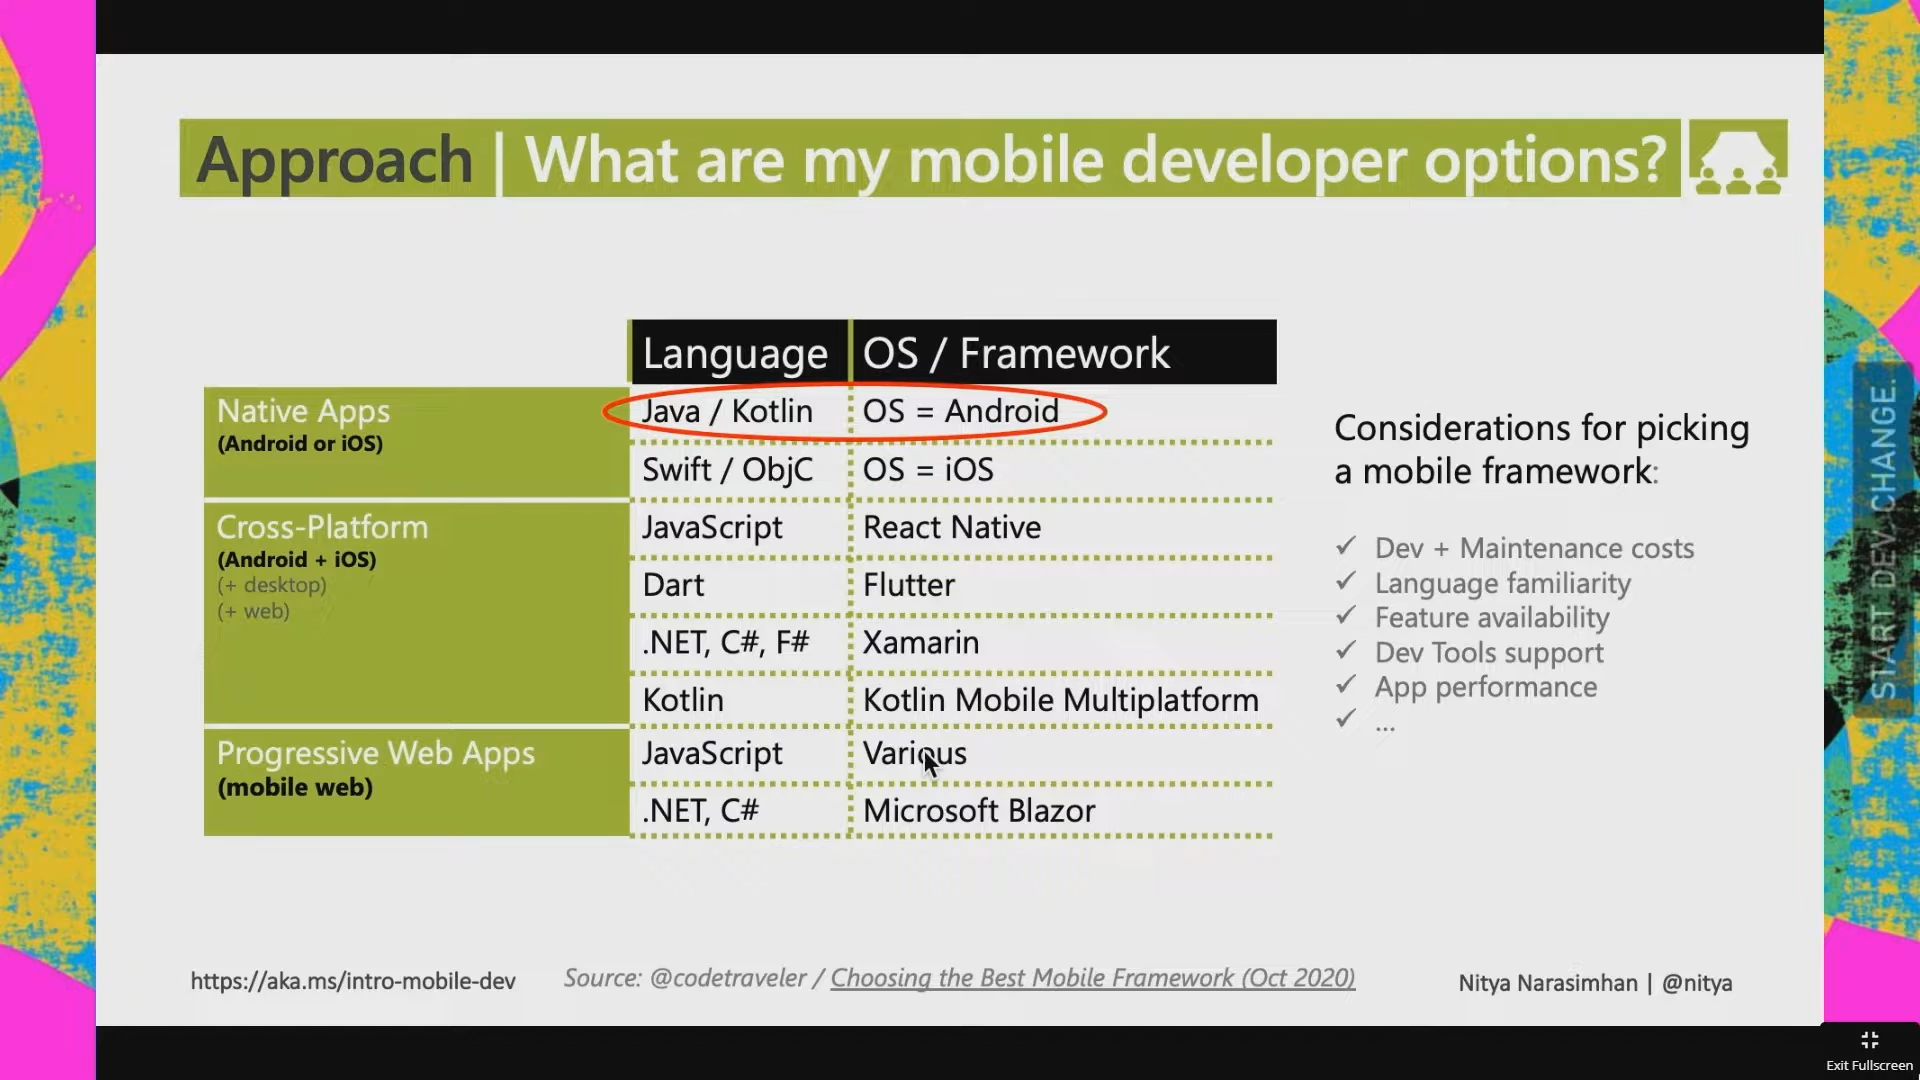 Approach | What are my mobile developer options?
Language OS / Framework
Native Apps
(Android or iOS)
Java / Kotlin OS = Android
Swift / ObjC OS = iOS
Cross-Platform
(Android + iOS)
(+ desktop)
(+ web)
JavaScript React Native
Dart Flutter
.NET, C#, F# Xamarin
Kotlin Kotlin Mobile Multiplatform
Progressive Web Apps
(mobile web)
JavaScript Various
.NET, C# Microsoft Blazor
Considerations for picking
a mobile framework:
✓ Dev + Maintenance costs
✓ Language familiarity
✓ Feature availability
✓ Dev Tools support
✓ App performance
✓ ...
https://aka.ms/intro-mobile-dev
Source: @codetraveler / Choosing the Best Mobile Framework (Oct 2020)
Nitya Narasimhan | @nitya
START. DEV. CHANGE.
Exit Fullscreen